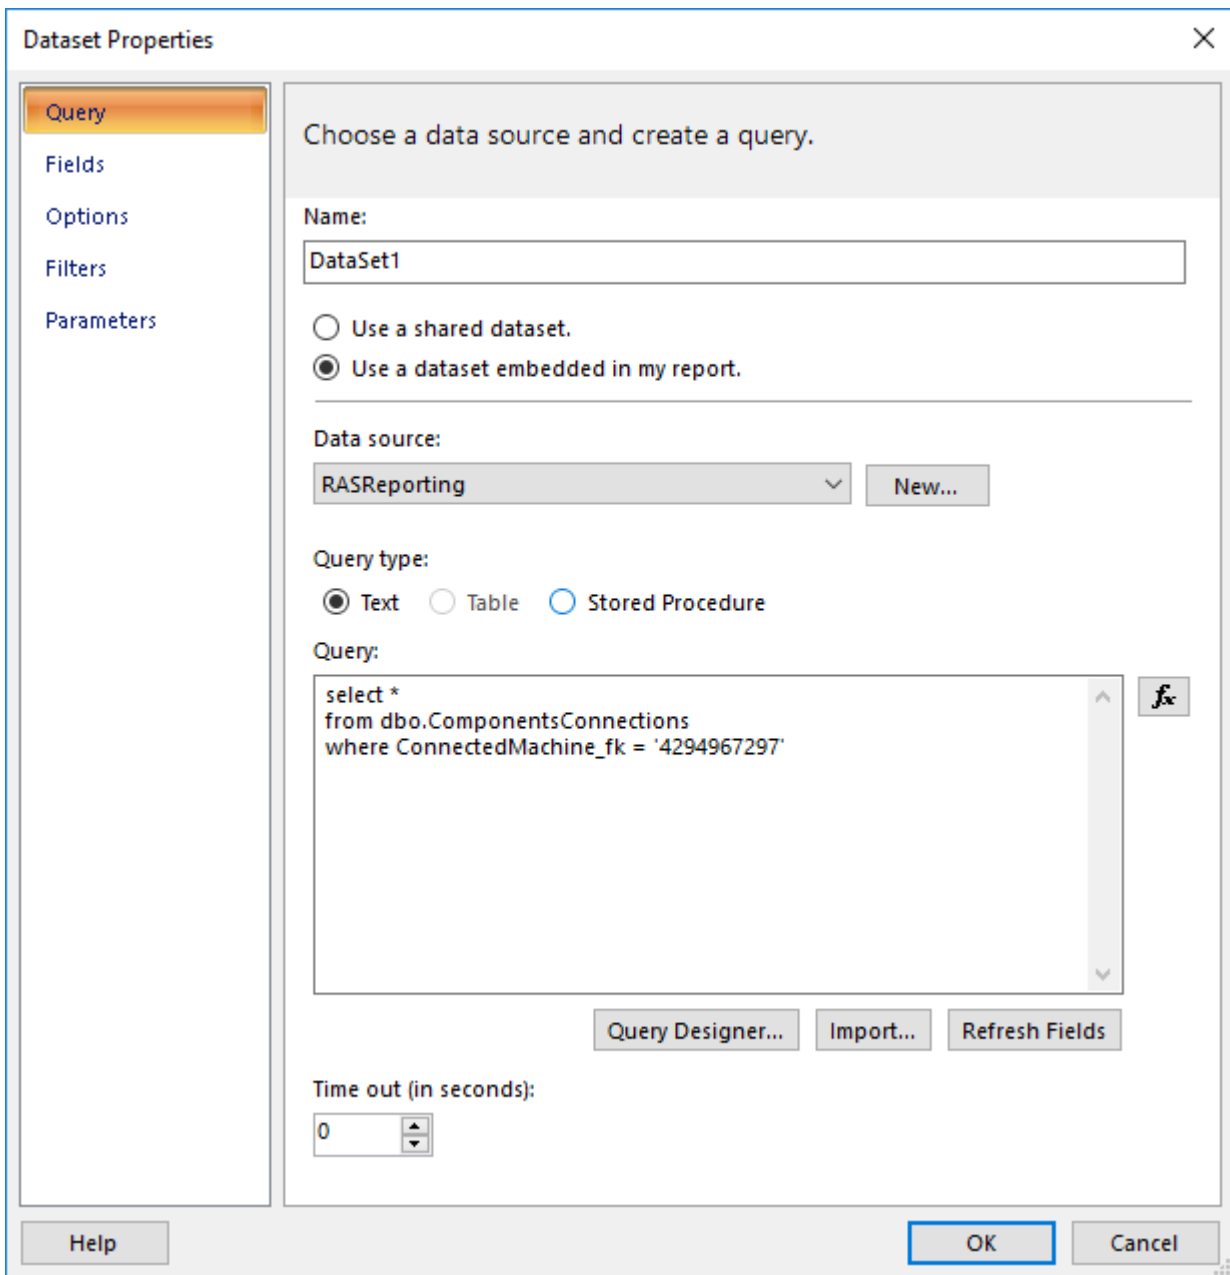 Dataset Properties
Query
Fields
Options
Filters
Parameters
Choose a data source and create a query.
Name:
DataSet1
Use a shared dataset.
Use a dataset embedded in my report.
Data source:
RASReporting
New...
Query type:
Text Table Stored Procedure
Query:
select *
from dbo.ComponentsConnections
where ConnectedMachine_fk = '4294967297'
fx
Query Designer... Import... Refresh Fields
Time out (in seconds):
0
Help OK Cancel